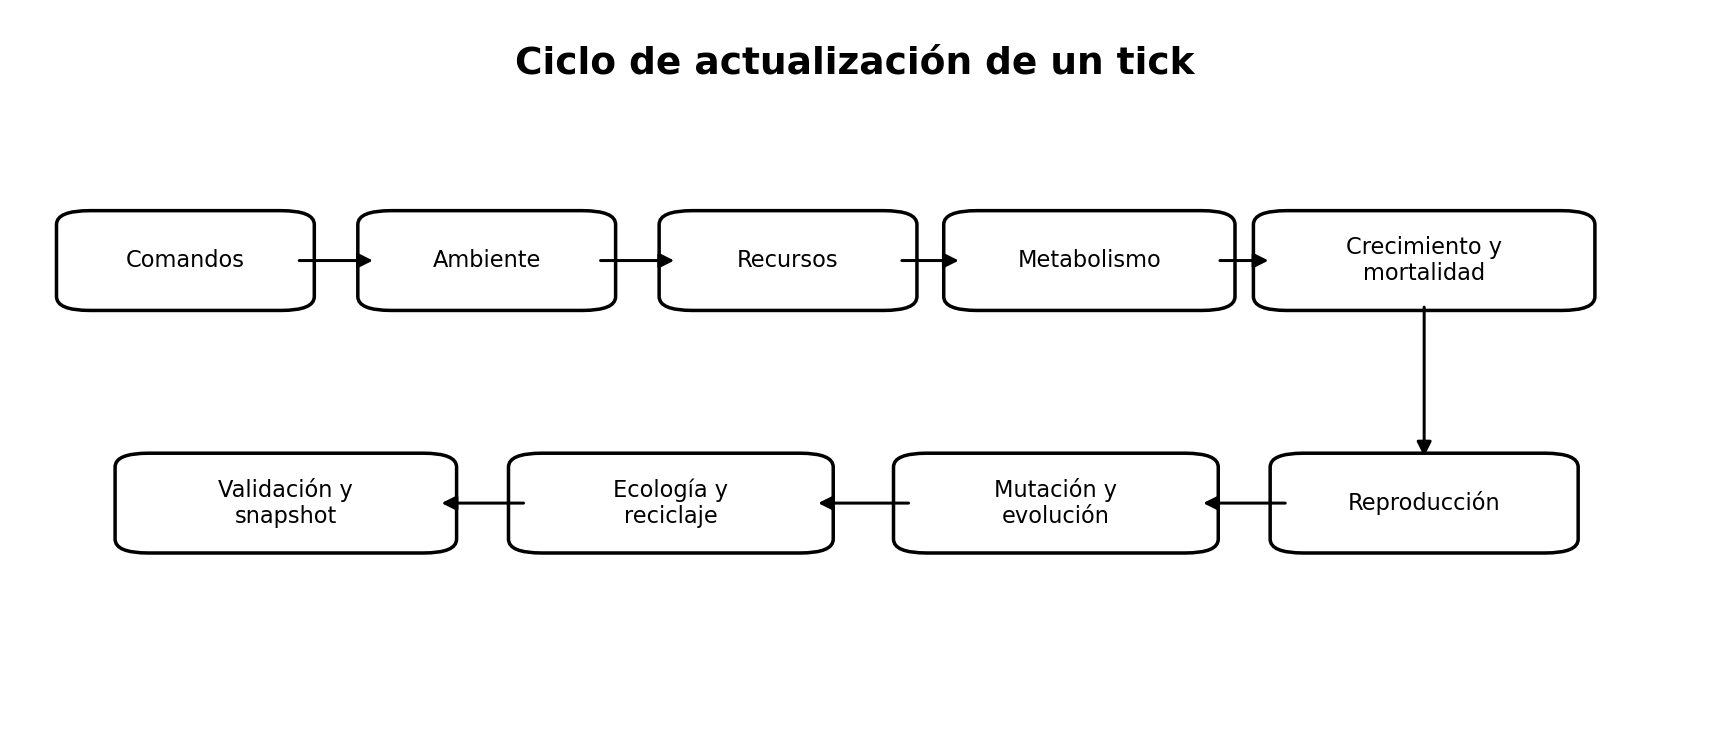 Ciclo de actualización de un tick
Comandos
Ambiente
Recursos
Metabolismo
Crecimiento y
mortalidad
Reproducción
Mutación y
evolución
Ecología y
reciclaje
Validación y
snapshot